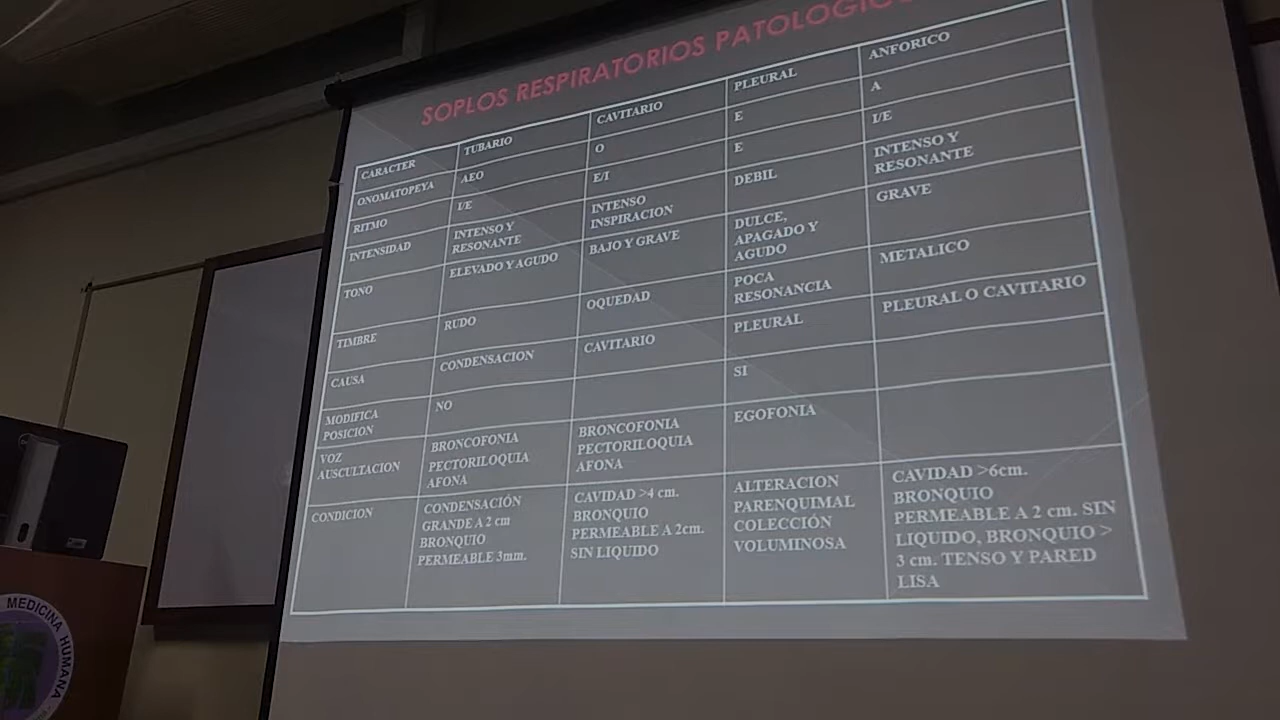 SOPLOS RESPIRATORIOS PATOLOGICO
CARACTER TUBARIO CAVITARIO PLEURAL ANFORICO
ONOMATOPEYA AEO O E A
RITMO I/E E/I E I/E
INTENSIDAD INTENSO Y RESONANTE INTENSO INSPIRACION DEBIL INTENSO Y RESONANTE
TONO ELEVADO Y AGUDO BAJO Y GRAVE DULCE, APAGADO Y AGUDO GRAVE
TIMBRE RUDO OQUEDAD POCA RESONANCIA METALICO
CAUSA CONDENSACION CAVITARIO PLEURAL PLEURAL O CAVITARIO
MODIFICA POSICION NO SI
VOZ AUSCULTACION BRONCOFONIA PECTORILOQUIA AFONA BRONCOFONIA PECTORILOQUIA AFONA EGOFONIA
CONDICION CONDENSACIÓN GRANDE A 2 cm BRONQUIO PERMEABLE 3mm. CAVIDAD >4 cm. BRONQUIO PERMEABLE A 2cm. SIN LIQUIDO ALTERACION PARENQUIMAL COLECCIÓN VOLUMINOSA CAVIDAD >6cm. BRONQUIO PERMEABLE A 2 cm. SIN LIQUIDO, BRONQUIO > 3 cm. TENSO Y PARED LISA
MEDICINA HUMANA